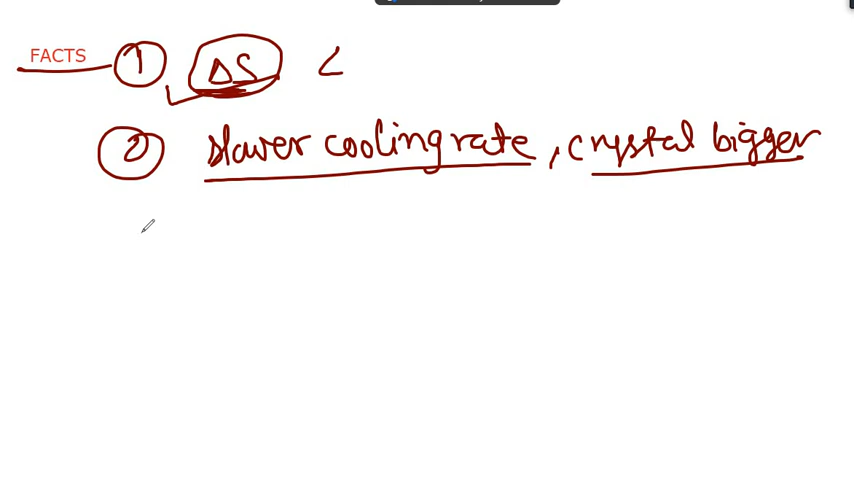 FACTS ① ΔS <
② slower cooling rate, crystal bigger